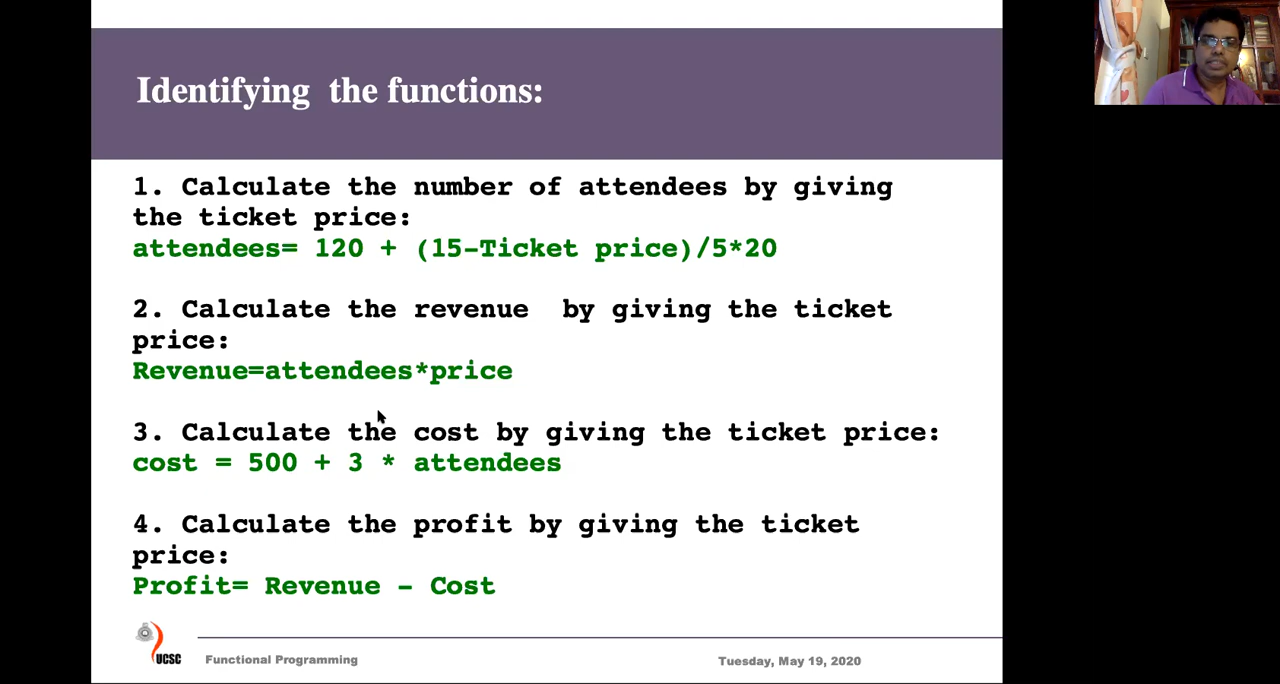 Identifying the functions:
1. Calculate the number of attendees by giving
the ticket price:
attendees= 120 + (15-Ticket price)/5*20
2. Calculate the revenue by giving the ticket
price:
Revenue=attendees*price
3. Calculate the cost by giving the ticket price:
cost = 500 + 3 * attendees
4. Calculate the profit by giving the ticket
price:
Profit= Revenue - Cost
UCSC
Functional Programming
Tuesday, May 19, 2020